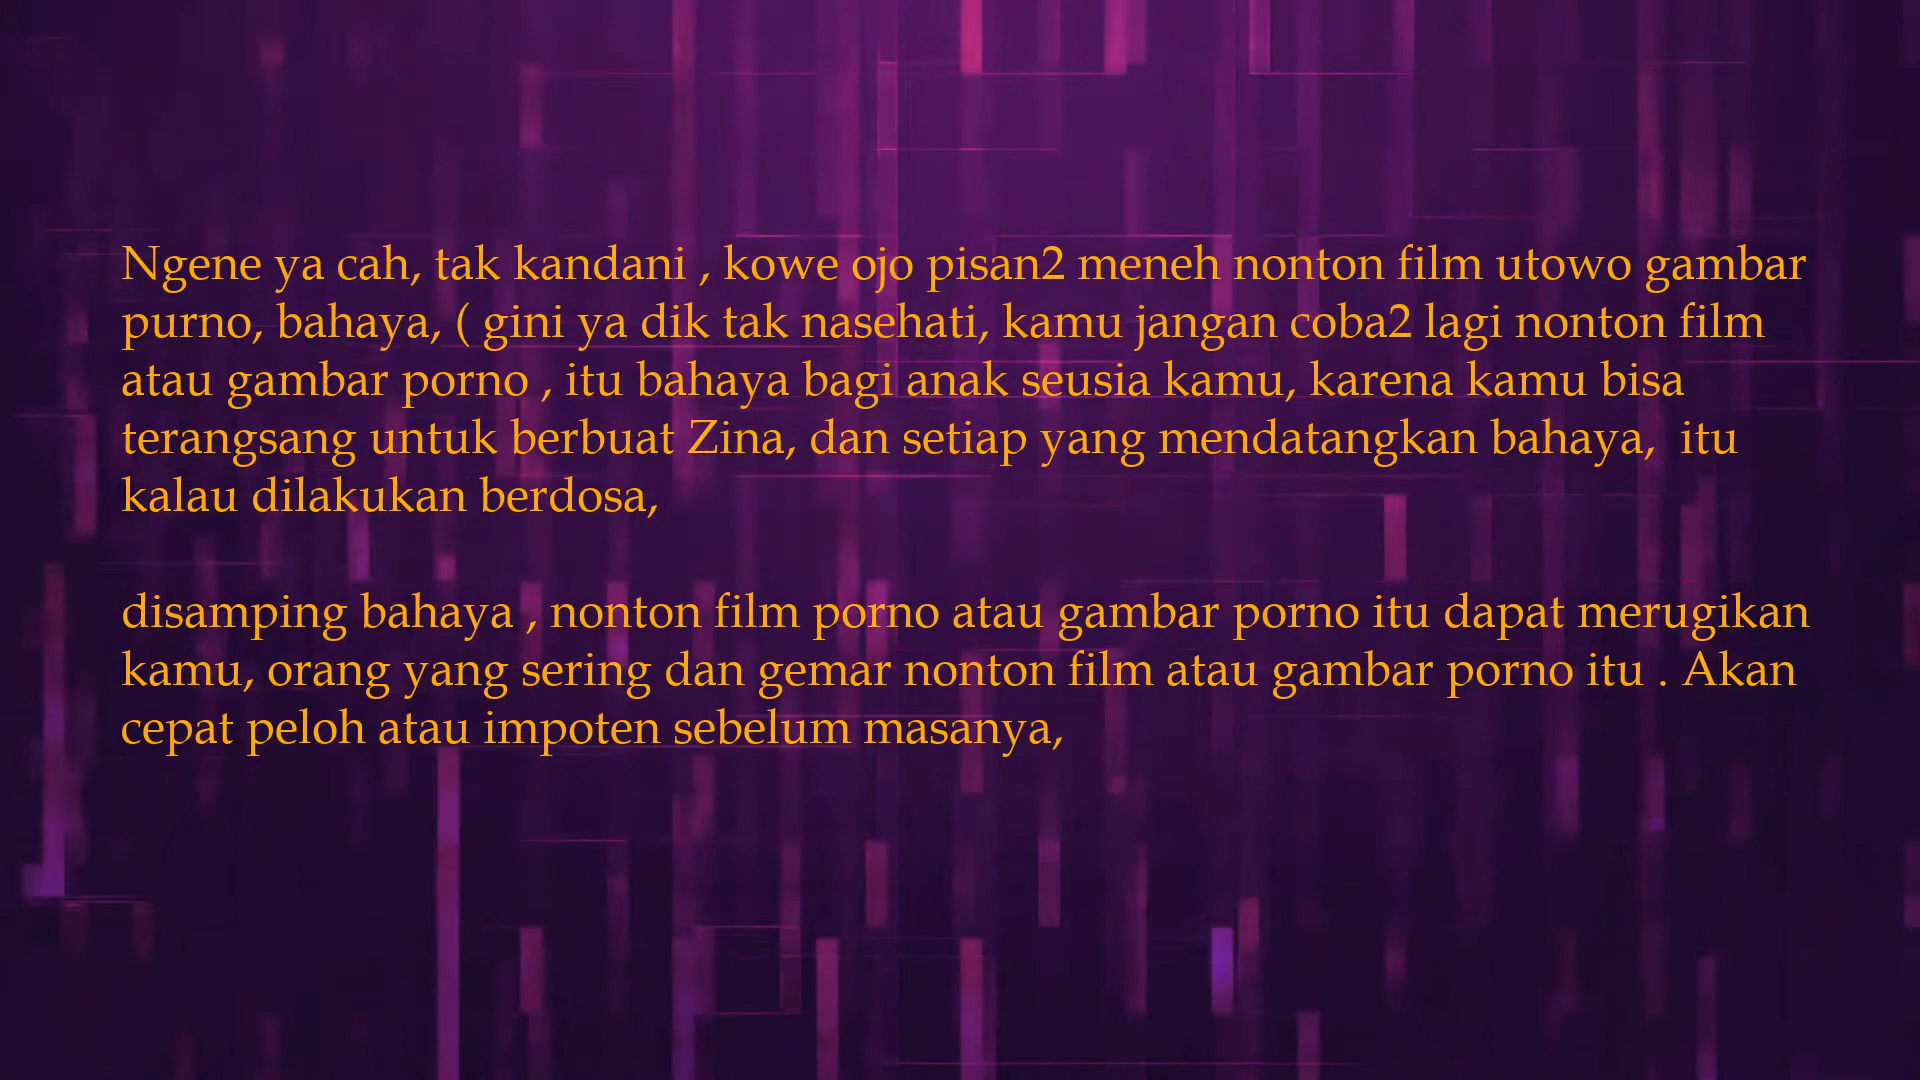 Ngene ya cah, tak kandani , kowe ojo pisan2 meneh nonton film utowo gambar
purno, bahaya, ( gini ya dik tak nasehati, kamu jangan coba2 lagi nonton film
atau gambar porno , itu bahaya bagi anak seusia kamu, karena kamu bisa
terangsang untuk berbuat Zina, dan setiap yang mendatangkan bahaya,  itu
kalau dilakukan berdosa,
disamping bahaya , nonton film porno atau gambar porno itu dapat merugikan
kamu, orang yang sering dan gemar nonton film atau gambar porno itu . Akan
cepat peloh atau impoten sebelum masanya,